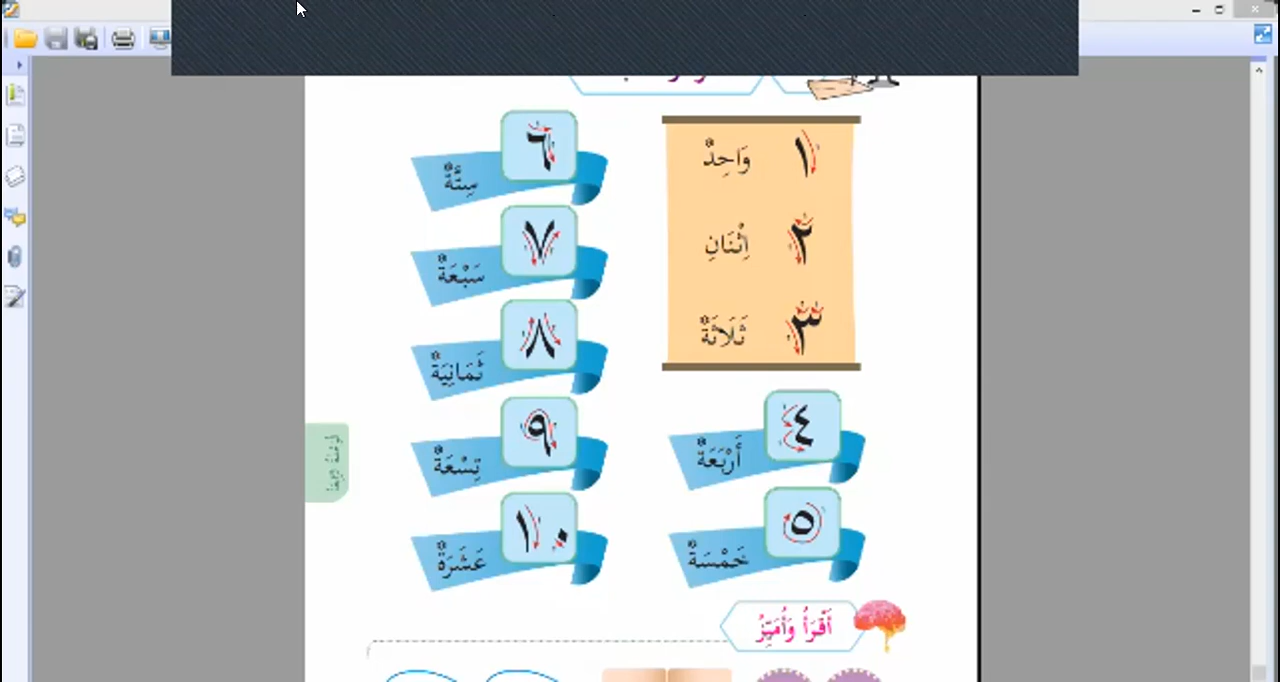 ١ وَاحِدٌ
٢ اِثْنَانِ
٣ ثَلَاثَةٌ
٤ أَرْبَعَةٌ
٥ خَمْسَةٌ
٦ سِتَّةٌ
٧ سَبْعَةٌ
٨ ثَمَانِيَةٌ
٩ تِسْعَةٌ
١٠ عَشَرَةٌ
أَقْرَأُ وَأُمَيِّزُ